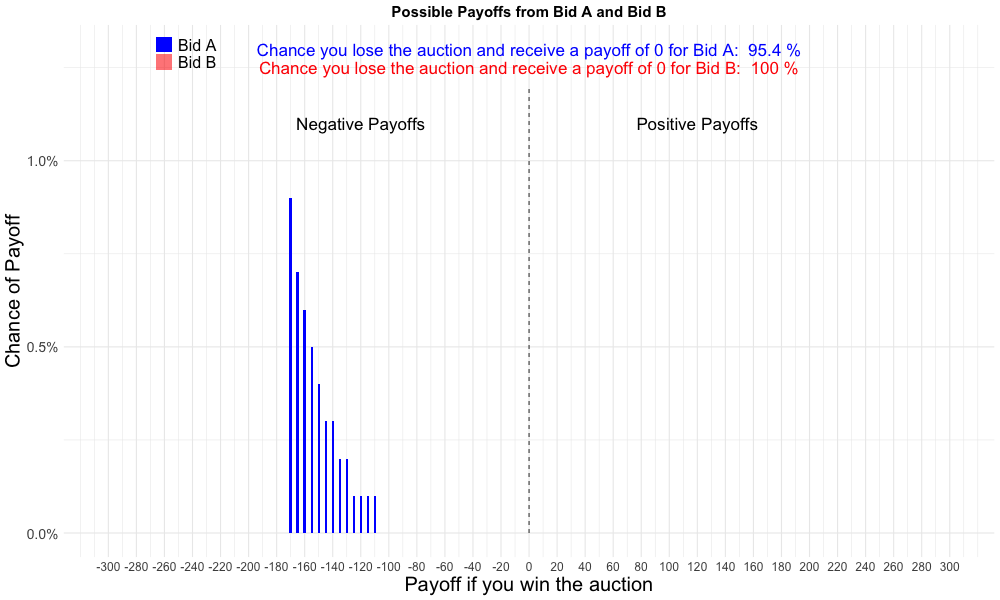 Possible Payoffs from Bid A and Bid B
Bid A
Bid B
Chance you lose the auction and receive a payoff of 0 for Bid A:  95.4 %
Chance you lose the auction and receive a payoff of 0 for Bid B:  100 %
Negative Payoffs
Positive Payoffs
Chance of Payoff
1.0%
0.5%
0.0%
-300 -280 -260 -240 -220 -200 -180 -160 -140 -120 -100 -80 -60 -40 -20 0 20 40 60 80 100 120 140 160 180 200 220 240 260 280 300
Payoff if you win the auction